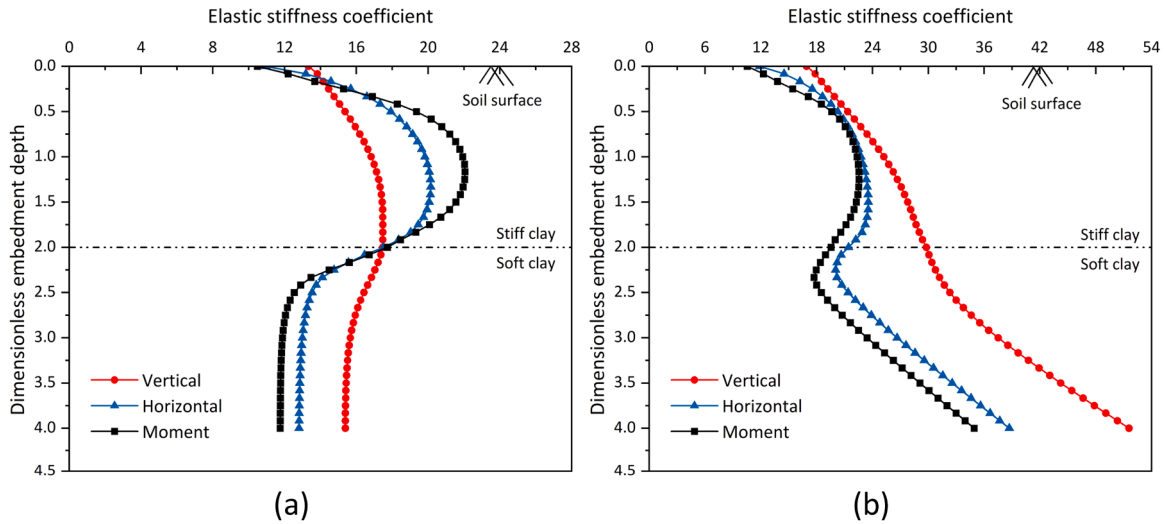 Elastic stiffness coefficient
0 4 8 12 16 20 24 28
Dimensionless embedment depth
0.0
0.5
1.0
1.5
2.0
2.5
3.0
3.5
4.0
4.5
Soil surface
Stiff clay
Soft clay
Vertical
Horizontal
Moment
(a)
Elastic stiffness coefficient
0 6 12 18 24 30 36 42 48 54
Dimensionless embedment depth
0.0
0.5
1.0
1.5
2.0
2.5
3.0
3.5
4.0
4.5
Soil surface
Stiff clay
Soft clay
Vertical
Horizontal
Moment
(b)